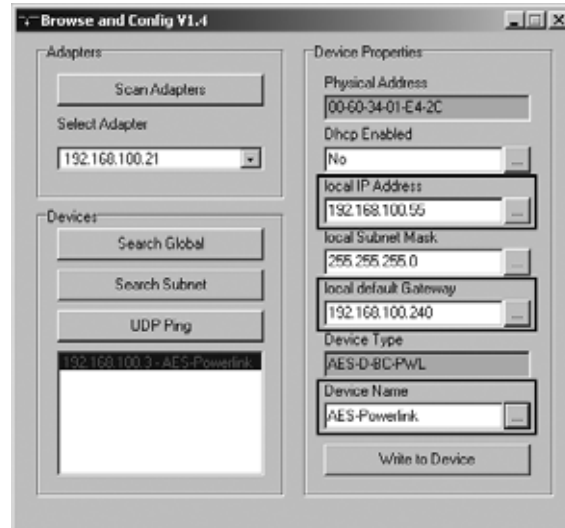 Browse and Config V1.4
Adapters
Scan Adapters
Select Adapter
192.168.100.21
Devices
Search Global
Search Subnet
UDP Ping
192.168.100.3 - AES-Powerlink
Device Properties
Physical Address
00-60-34-01-E4-2C
Dhcp Enabled
No
...
local IP Address
192.168.100.55
...
local Subnet Mask
255.255.255.0
...
local default Gateway
192.168.100.240
...
Device Type
AES-D-BC-PWL
Device Name
AES-Powerlink
...
Write to Device